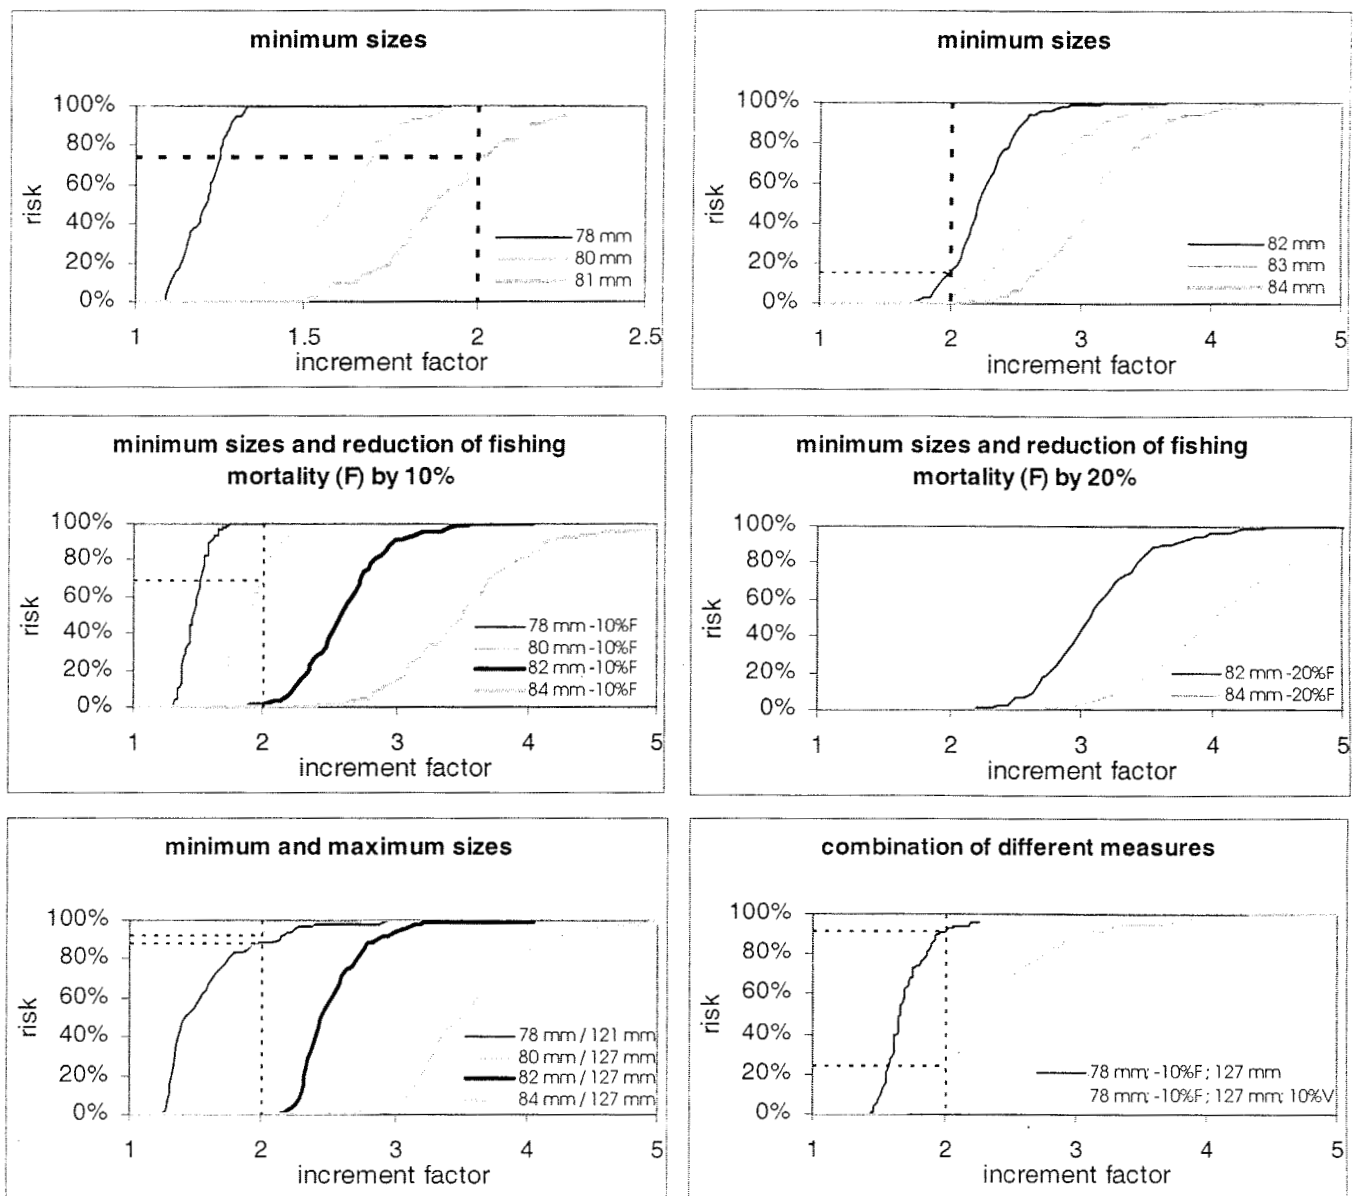 minimum sizes
100%
80%
60%
40%
20%
0%
risk
78 mm
80 mm
81 mm
1
1.5
2
2.5
increment factor
minimum sizes
100%
80%
60%
40%
20%
0%
risk
82 mm
83 mm
84 mm
1
2
3
4
5
increment factor
minimum sizes and reduction of fishing
mortality (F) by 10%
100%
80%
60%
40%
20%
0%
risk
78 mm -10%F
80 mm -10%F
82 mm -10%F
84 mm -10%F
1
2
3
4
5
increment factor
minimum sizes and reduction of fishing
mortality (F) by 20%
100%
80%
60%
40%
20%
0%
risk
82 mm -20%F
84 mm -20%F
1
2
3
4
5
increment factor
minimum and maximum sizes
100%
80%
60%
40%
20%
0%
risk
78 mm / 121 mm
80 mm / 127 mm
82 mm / 127 mm
84 mm / 127 mm
1
2
3
4
5
increment factor
combination of different measures
100%
80%
60%
40%
20%
0%
risk
78 mm; -10%F ; 127 mm
78 mm; -10%F ; 127 mm; 10%V
1
2
3
4
5
increment factor